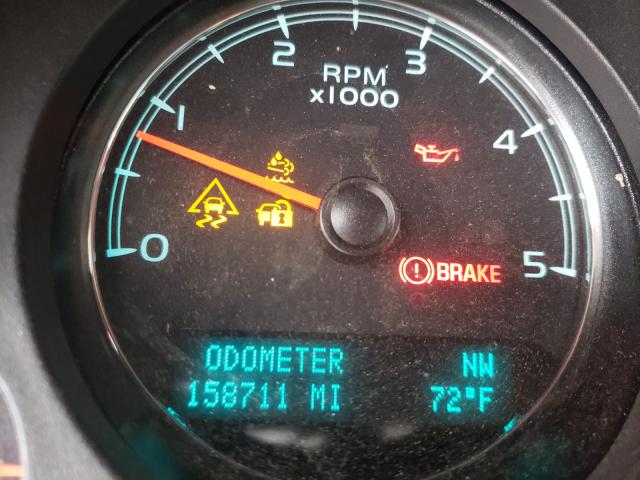 2
3
RPM
x1000
1
4
0
5
BRAKE
ODOMETER NW
158711 MI 72°F